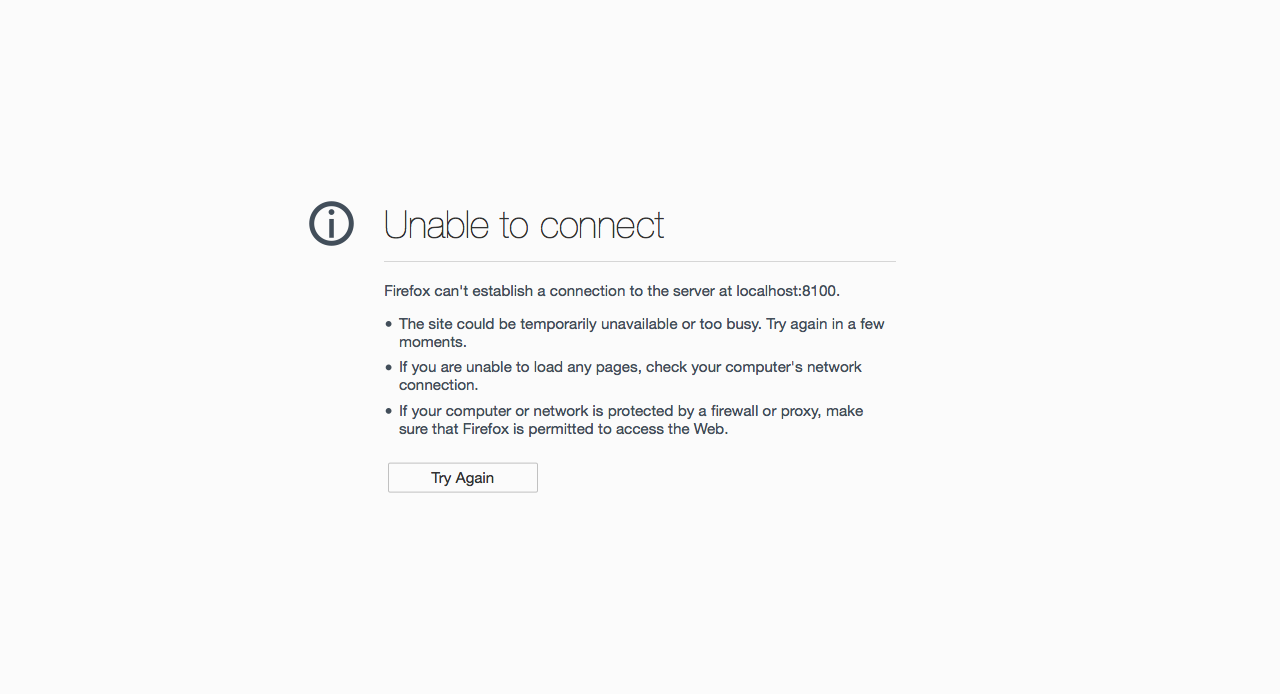 Unable to connect
Firefox can't establish a connection to the server at localhost:8100.
• The site could be temporarily unavailable or too busy. Try again in a few
moments.
• If you are unable to load any pages, check your computer's network
connection.
• If your computer or network is protected by a firewall or proxy, make
sure that Firefox is permitted to access the Web.
Try Again